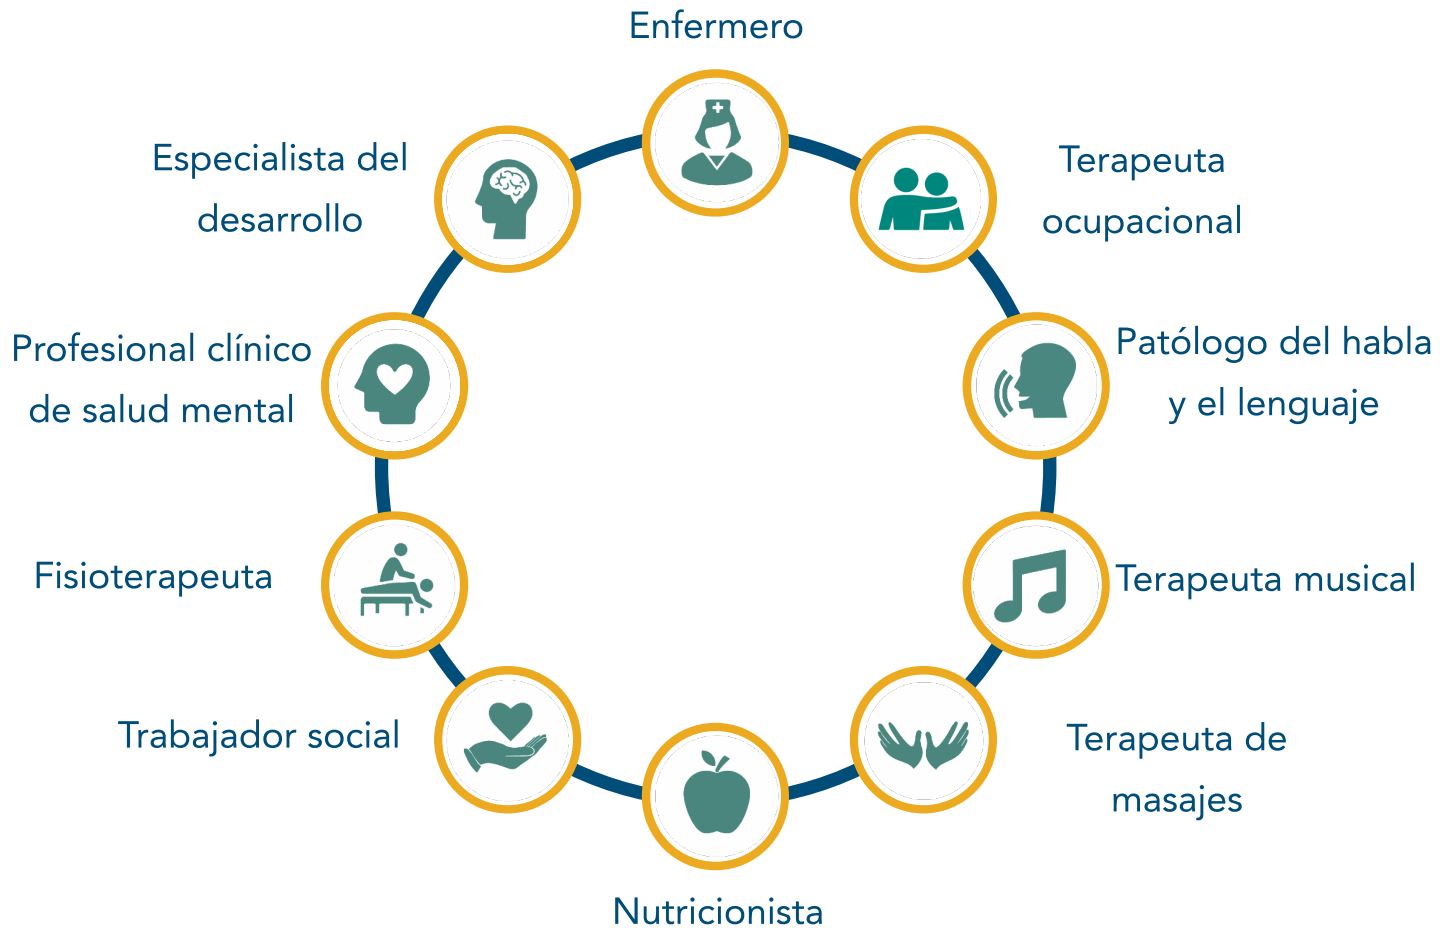 Enfermero
Terapeuta
ocupacional
Patólogo del habla
y el lenguaje
Terapeuta musical
Terapeuta de
masajes
Nutricionista
Trabajador social
Fisioterapeuta
Profesional clínico
de salud mental
Especialista del
desarrollo